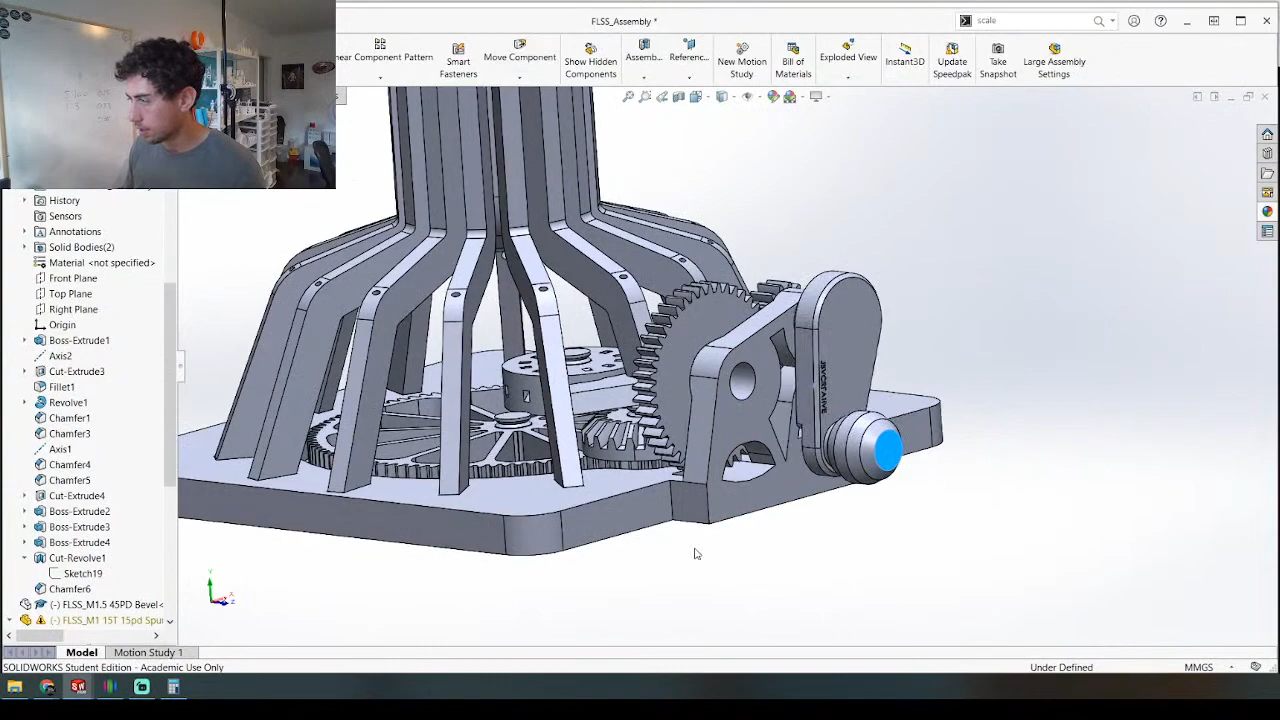 FLSS_Assembly *
scale
near Component Pattern
Smart
Fasteners
Move Component
Show Hidden
Components
Assemb...
Referenc...
New Motion
Study
Bill of
Materials
Exploded View
Instant3D
Update
Speedpak
Take
Snapshot
Large Assembly
Settings
History
Sensors
Annotations
Solid Bodies(2)
Material <not specified>
Front Plane
Top Plane
Right Plane
Origin
Boss-Extrude1
Axis2
Cut-Extrude3
Fillet1
Revolve1
Chamfer1
Chamfer3
Axis1
Chamfer4
Chamfer5
Cut-Extrude4
Boss-Extrude2
Boss-Extrude3
Boss-Extrude4
Cut-Revolve1
Sketch19
Chamfer6
(-) FLSS_M1.5 45PD Bevel<
(-) FLSS_M1 15T 15pd Spur
Model
Motion Study 1
SOLIDWORKS Student Edition - Academic Use Only
Under Defined
MMGS